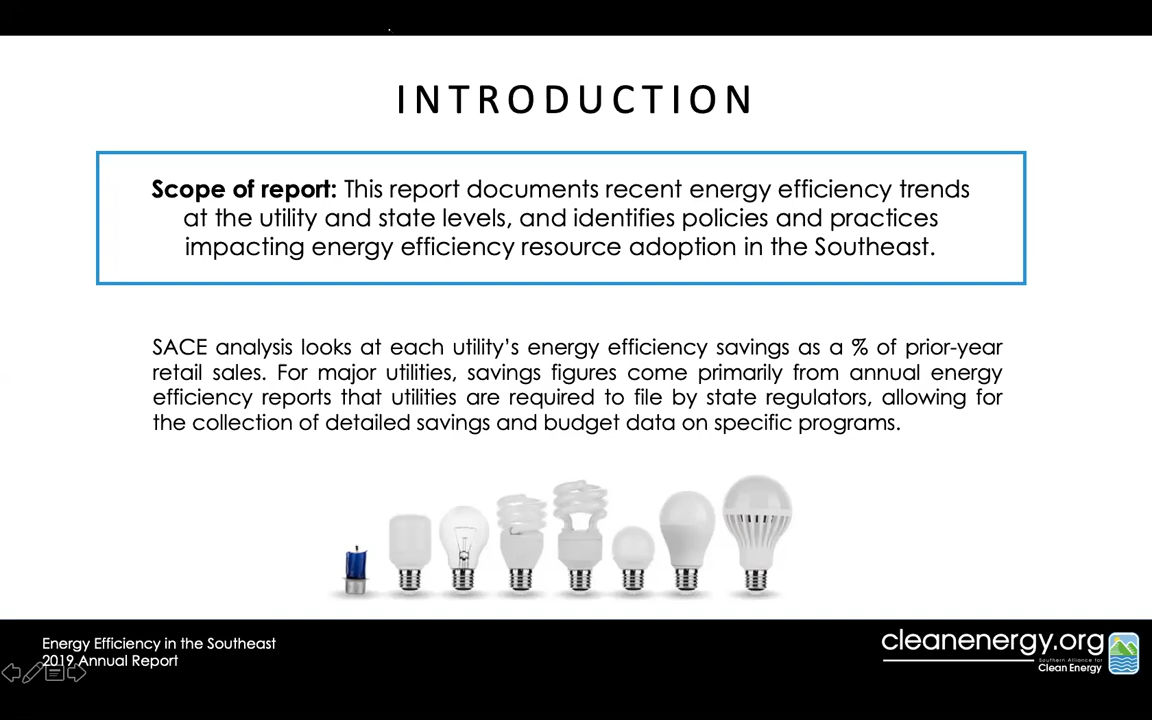 INTRODUCTION
Scope of report: This report documents recent energy efficiency trends
at the utility and state levels, and identifies policies and practices
impacting energy efficiency resource adoption in the Southeast.
SACE analysis looks at each utility’s energy efficiency savings as a % of prior-year
retail sales. For major utilities, savings figures come primarily from annual energy
efficiency reports that utilities are required to file by state regulators, allowing for
the collection of detailed savings and budget data on specific programs.
Energy Efficiency in the Southeast
2019 Annual Report
cleanenergy.org
Southern Alliance for
Clean Energy